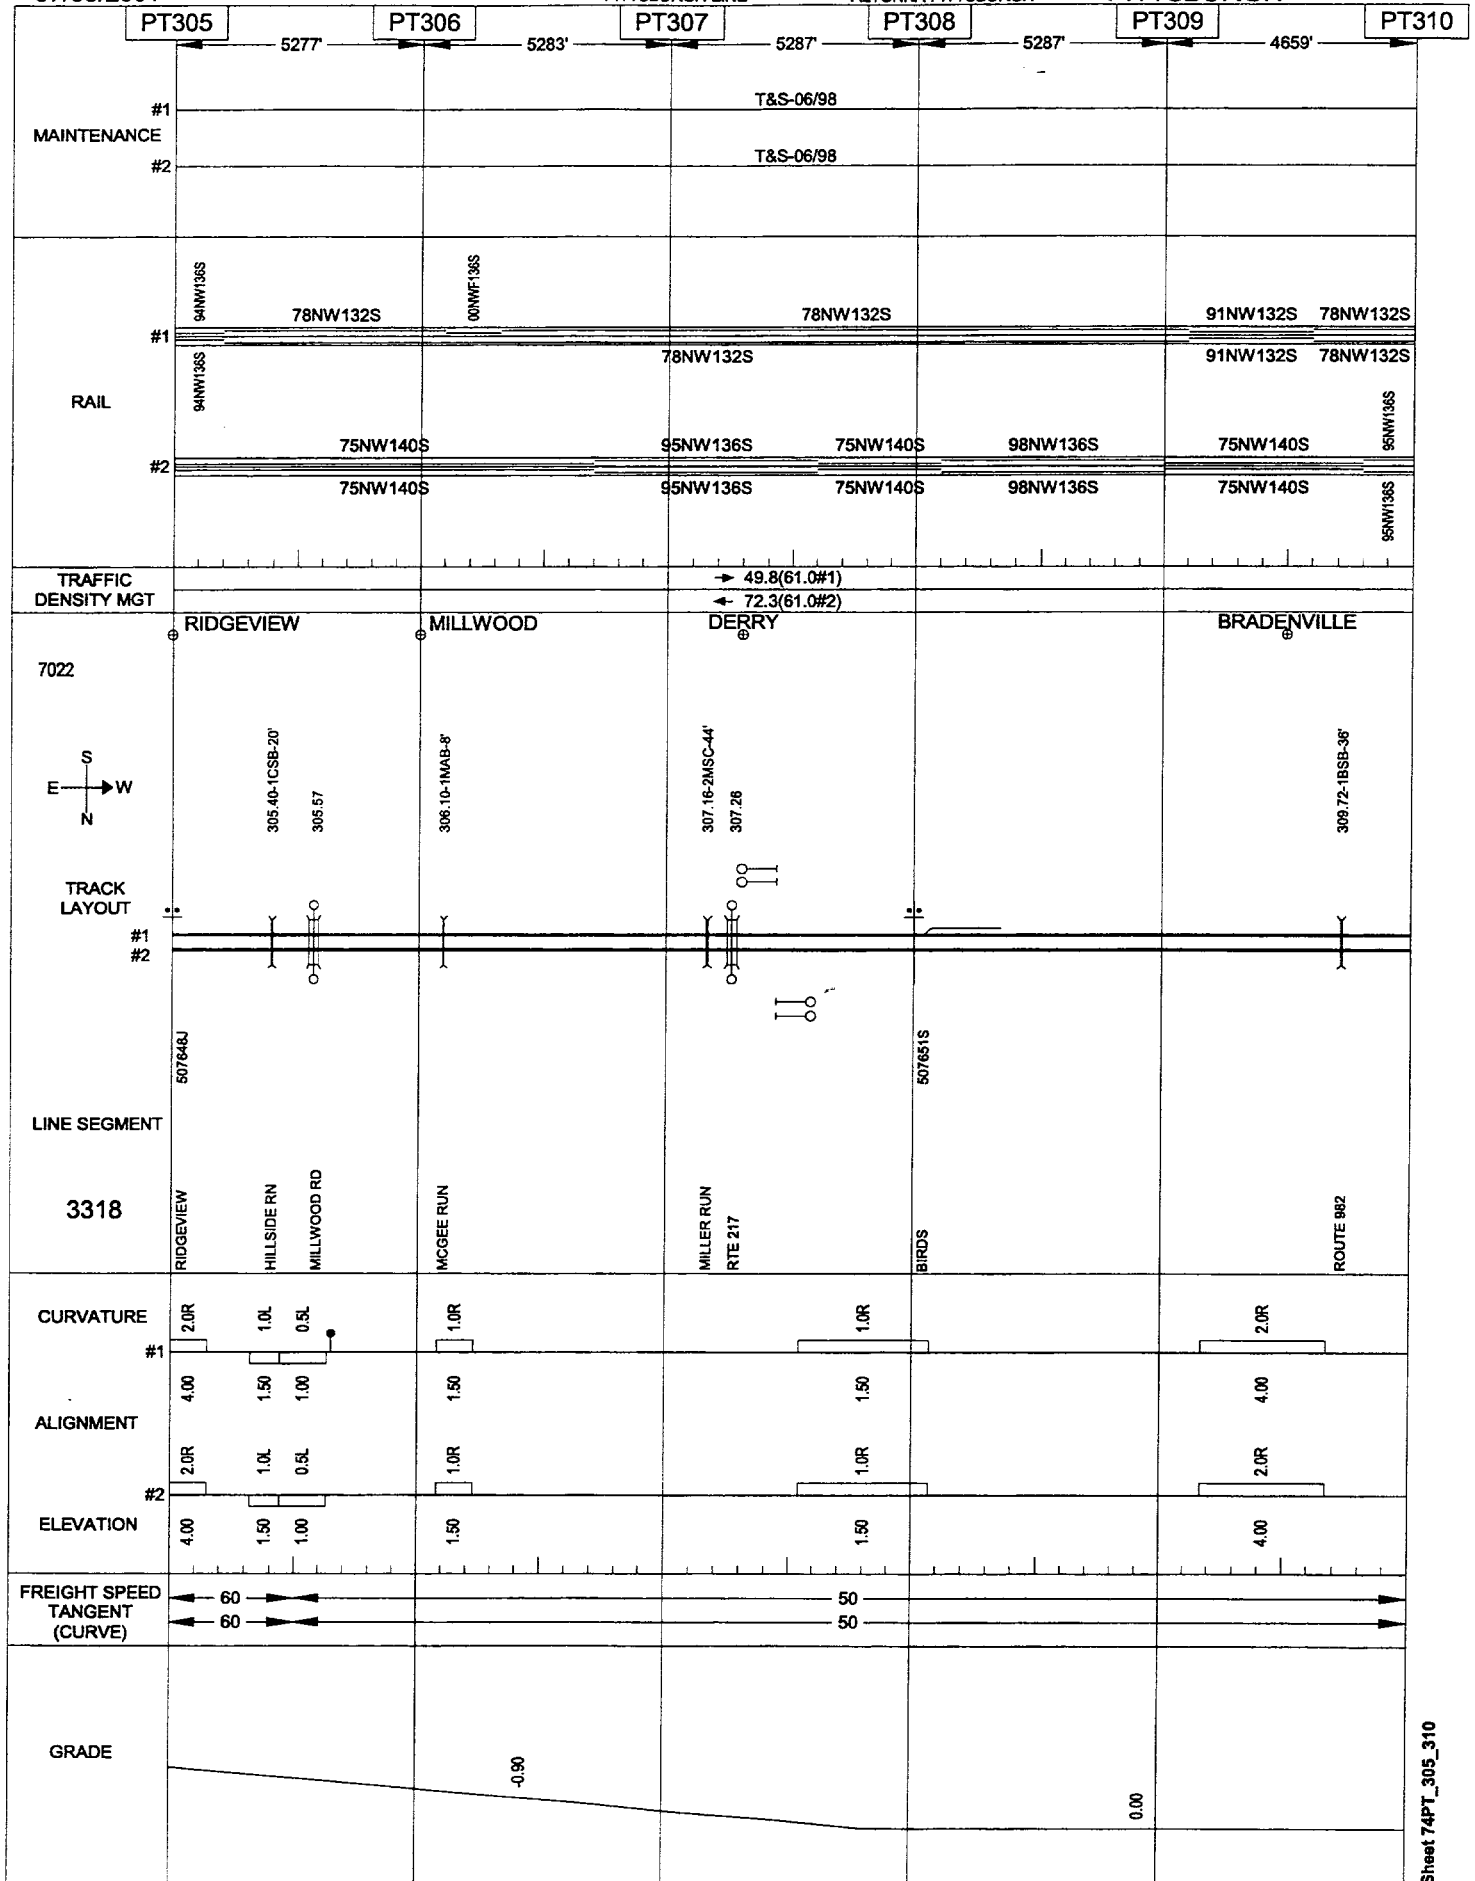 PT305 PT306 PT307 PT308 PT309 PT310
5277' 5283' 5287' 5287' 4659'
#1 T&S-06/98
MAINTENANCE
#2 T&S-06/98
94NW136S 00NWF136S
78NW132S 78NW132S 91NW132S 78NW132S
#1
94NW136S 78NW132S 91NW132S 78NW132S
RAIL
95NW136S
75NW140S 95NW136S 75NW140S 98NW136S 75NW140S
#2
75NW140S 95NW136S 75NW140S 98NW136S 75NW140S
95NW136S
TRAFFIC
DENSITY MGT
49.8(61.0#1)
72.3(61.0#2)
RIDGEVIEW MILLWOOD DERRY BRADENVILLE
7022
S
E W
N
305.40-1CSB-20'
305.57
306.10-1MAB-8'
307.16-2MSC-44'
307.26
309.72-1BSB-36'
TRACK
LAYOUT
#1
#2
507648J
507651S
LINE SEGMENT
3318
RIDGEVIEW
HILLSIDE RN
MILLWOOD RD
MCGEE RUN
MILLER RUN
RTE 217
BIRDS
ROUTE 982
CURVATURE
2.0R 1.0L 0.5L 1.0R 1.0R 2.0R
#1
4.00 1.50 1.00 1.50 1.50 4.00
ALIGNMENT
2.0R 1.0L 0.5L 1.0R 1.0R 2.0R
#2
ELEVATION
4.00 1.50 1.00 1.50 1.50 4.00
FREIGHT SPEED
TANGENT
(CURVE)
60 50
60 50
GRADE
-0.90
0.00
Sheet 74PT_305_310